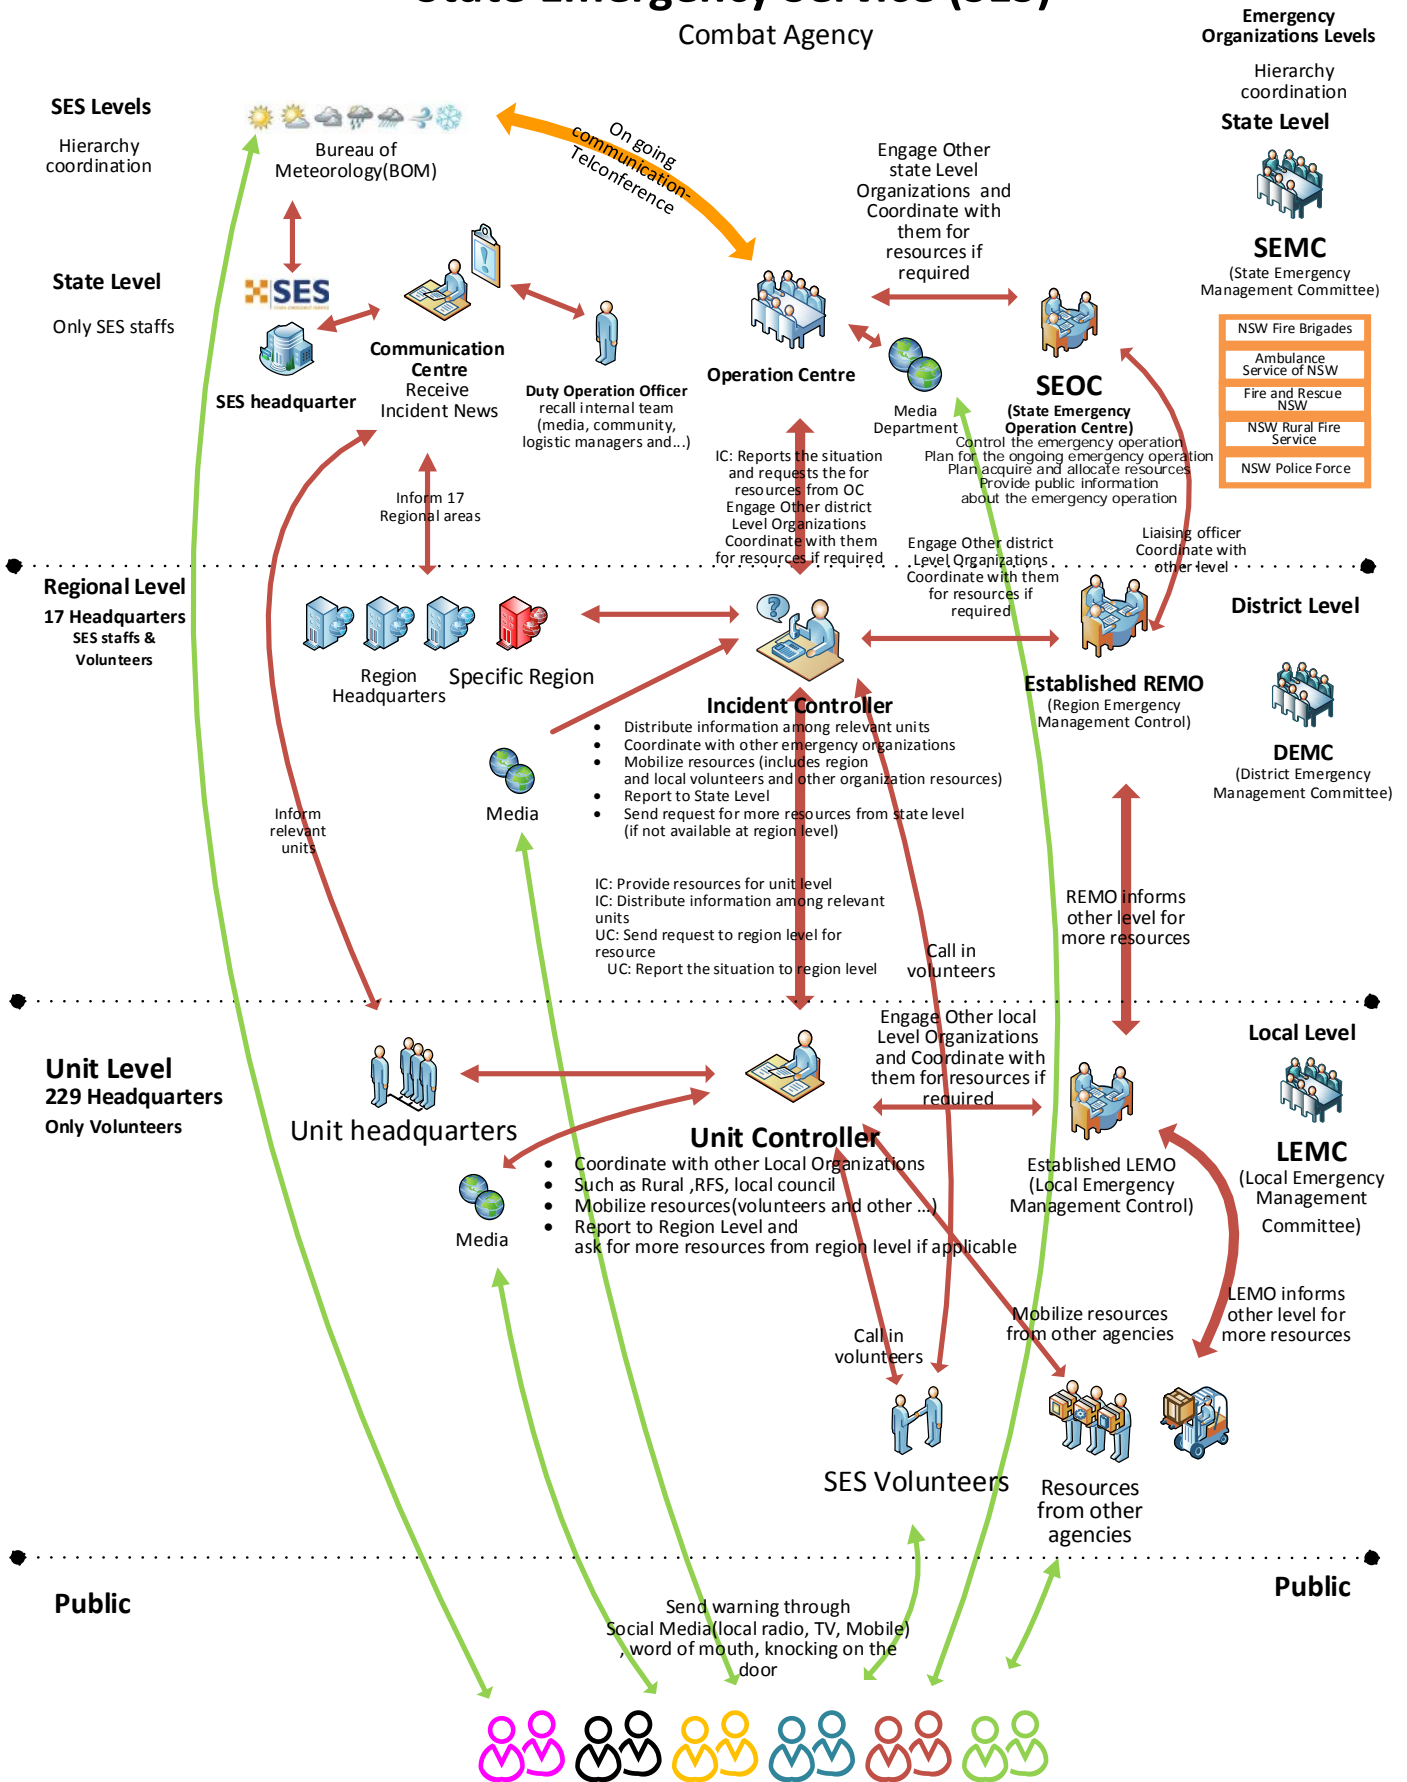 State Emergency Service (SES)
Combat Agency
Emergency
Organizations Levels
Hierarchy
coordination
SES Levels
Hierarchy
coordination
Bureau of
Meteorology(BOM)
On going
communication-
Telconference
Engage Other
state Level
Organizations and
Coordinate with
them for
resources if
required
State Level
SEMC
(State Emergency
Management Committee)
NSW Fire Brigades
Ambulance
Service of NSW
Fire and Rescue
NSW
NSW Rural Fire
Service
NSW Police Force
State Level
Only SES staffs
SES
SES headquarter
Communication
Centre
Receive
Incident News
Duty Operation Officer
recall internal team
(media, community,
logistic managers and...)
Operation Centre
Media
Department
SEOC
(State Emergency
Operation Centre)
Control the emergency operation
Plan for the ongoing emergency operation
Plan acquire and allocate resources
Provide public information
about the emergency operation
Inform 17
Regional areas
IC: Reports the situation
and requests the for
resources from OC
Engage Other district
Level Organizations
Coordinate with them
for resources if required
Engage Other district
Level Organizations
Coordinate with them
for resources if
required
Liaising officer
Coordinate with
other level
Regional Level
17 Headquarters
SES staffs &
Volunteers
Region
Headquarters
Specific Region
Incident Controller
• Distribute information among relevant units
• Coordinate with other emergency organizations
• Mobilize resources (includes region
and local volunteers and other organization resources)
• Report to State Level
• Send request for more resources from state level
(if not available at region level)
Established REMO
(Region Emergency
Management Control)
District Level
DEMC
(District Emergency
Management Committee)
Media
Inform
relevant
units
IC: Provide resources for unit level
IC: Distribute information among relevant
units
UC: Send request to region level for
resource
UC: Report the situation to region level
Call in
volunteers
REMO informs
other level for
more resources
Unit Level
229 Headquarters
Only Volunteers
Unit headquarters
Engage Other local
Level Organizations
and Coordinate with
them for resources if
required
Unit Controller
• Coordinate with other Local Organizations
• Such as Rural ,RFS, local council
• Mobilize resources(volunteers and other ...)
• Report to Region Level and
ask for more resources from region level if applicable
Media
Established LEMO
(Local Emergency
Management Control)
Local Level
LEMC
(Local Emergency
Management
Committee)
Call in
volunteers
Mobilize resources
from other agencies
LEMO informs
other level for
more resources
SES Volunteers
Resources
from other
agencies
Public
Public
Send warning through
Social Media(local radio, TV, Mobile)
, word of mouth, knocking on the
door